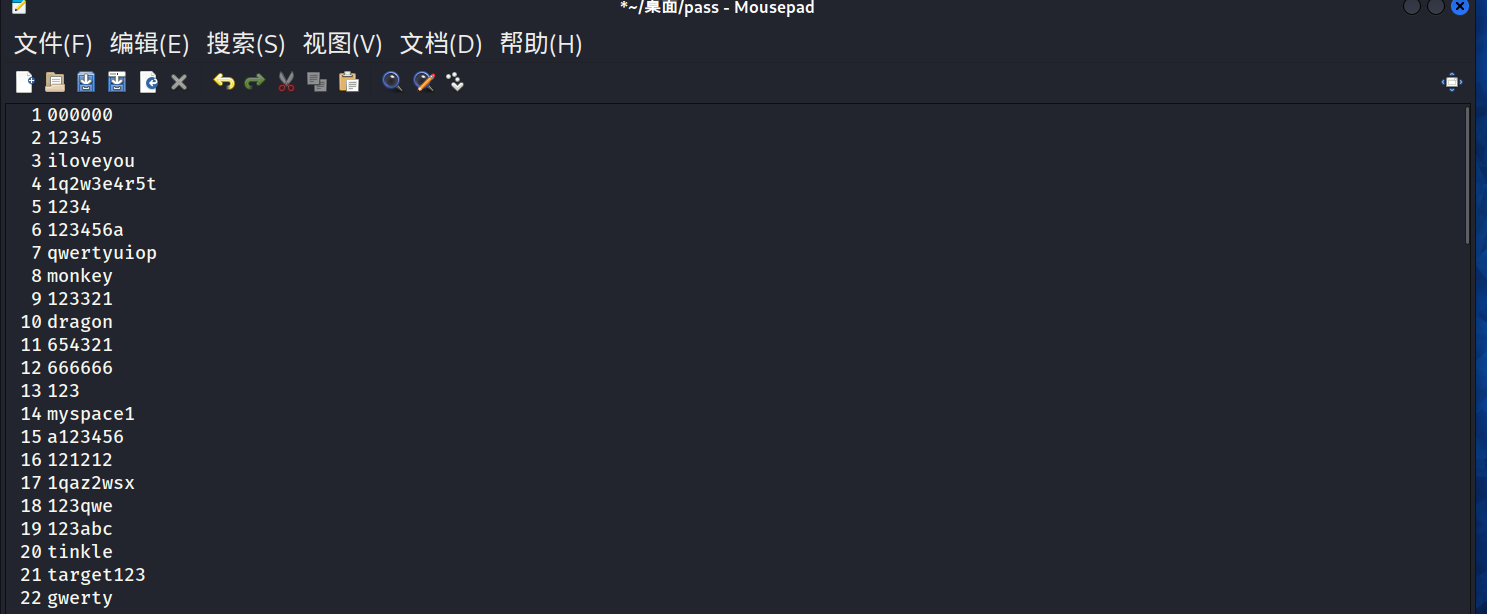 *~/桌面/pass - Mousepad
文件(F) 编辑(E) 搜索(S) 视图(V) 文档(D) 帮助(H)
1 000000
2 12345
3 iloveyou
4 1q2w3e4r5t
5 1234
6 123456a
7 qwertyuiop
8 monkey
9 123321
10 dragon
11 654321
12 666666
13 123
14 myspace1
15 a123456
16 121212
17 1qaz2wsx
18 123qwe
19 123abc
20 tinkle
21 target123
22 gwerty